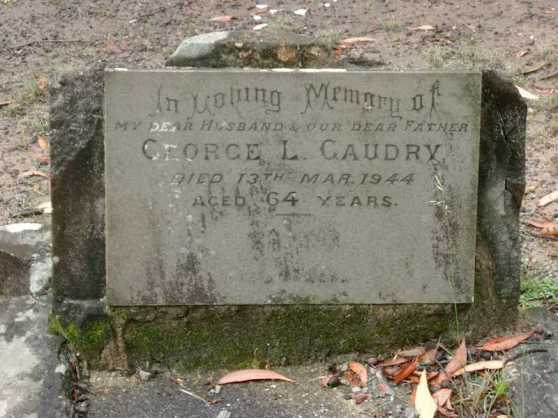 In Loving Memory of
MY DEAR HUSBAND & OUR DEAR FATHER
GEORGE L. GAUDRY
DIED 13TH MAR. 1944
AGED 64 YEARS.